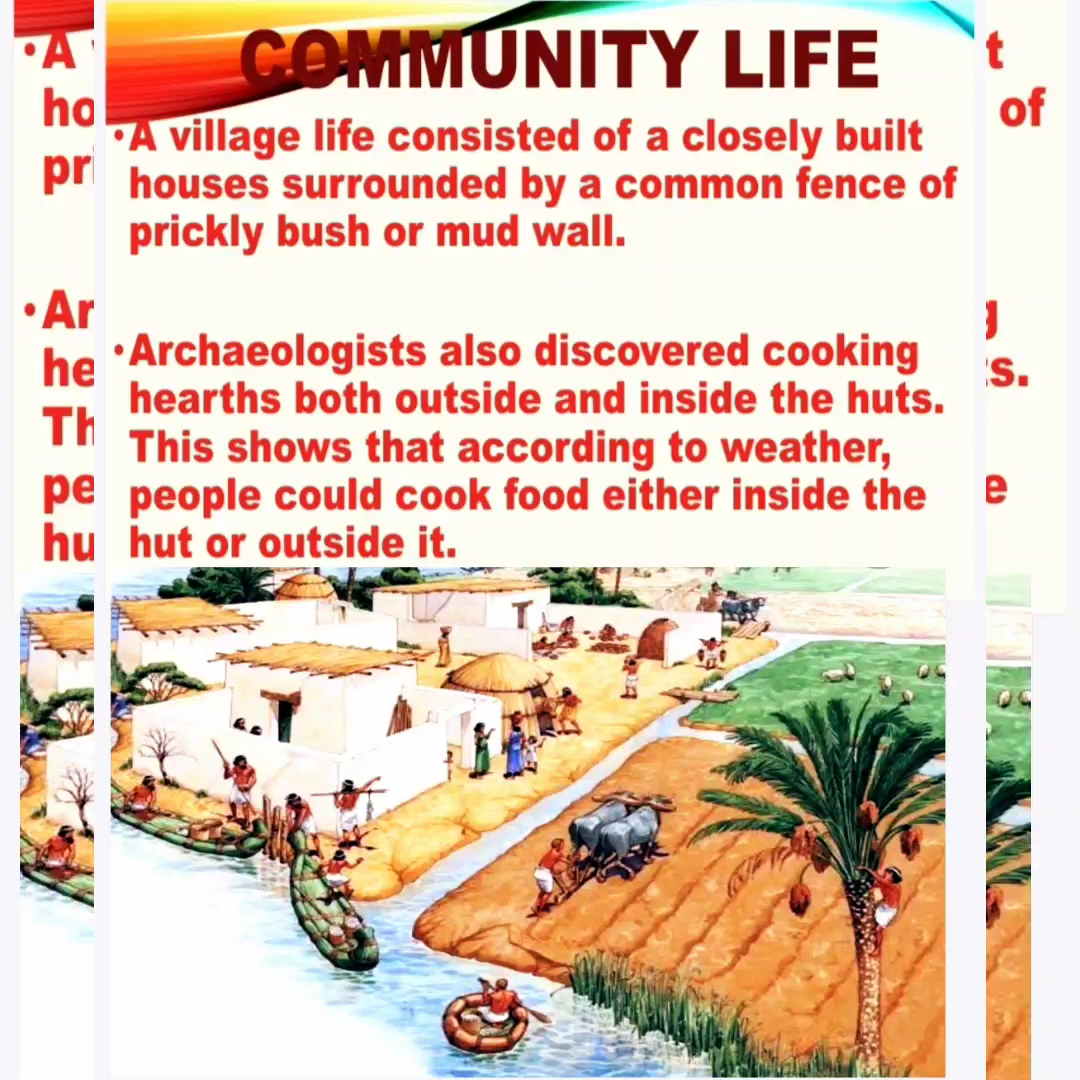 COMMUNITY LIFE
•A village life consisted of a closely built
houses surrounded by a common fence of
prickly bush or mud wall.
•Archaeologists also discovered cooking
hearths both outside and inside the huts.
This shows that according to weather,
people could cook food either inside the
hut or outside it.